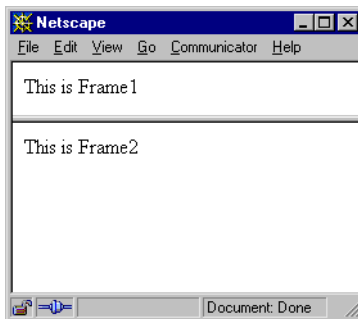 Netscape
File Edit View Go Communicator Help
This is Frame1
This is Frame2
Document: Done